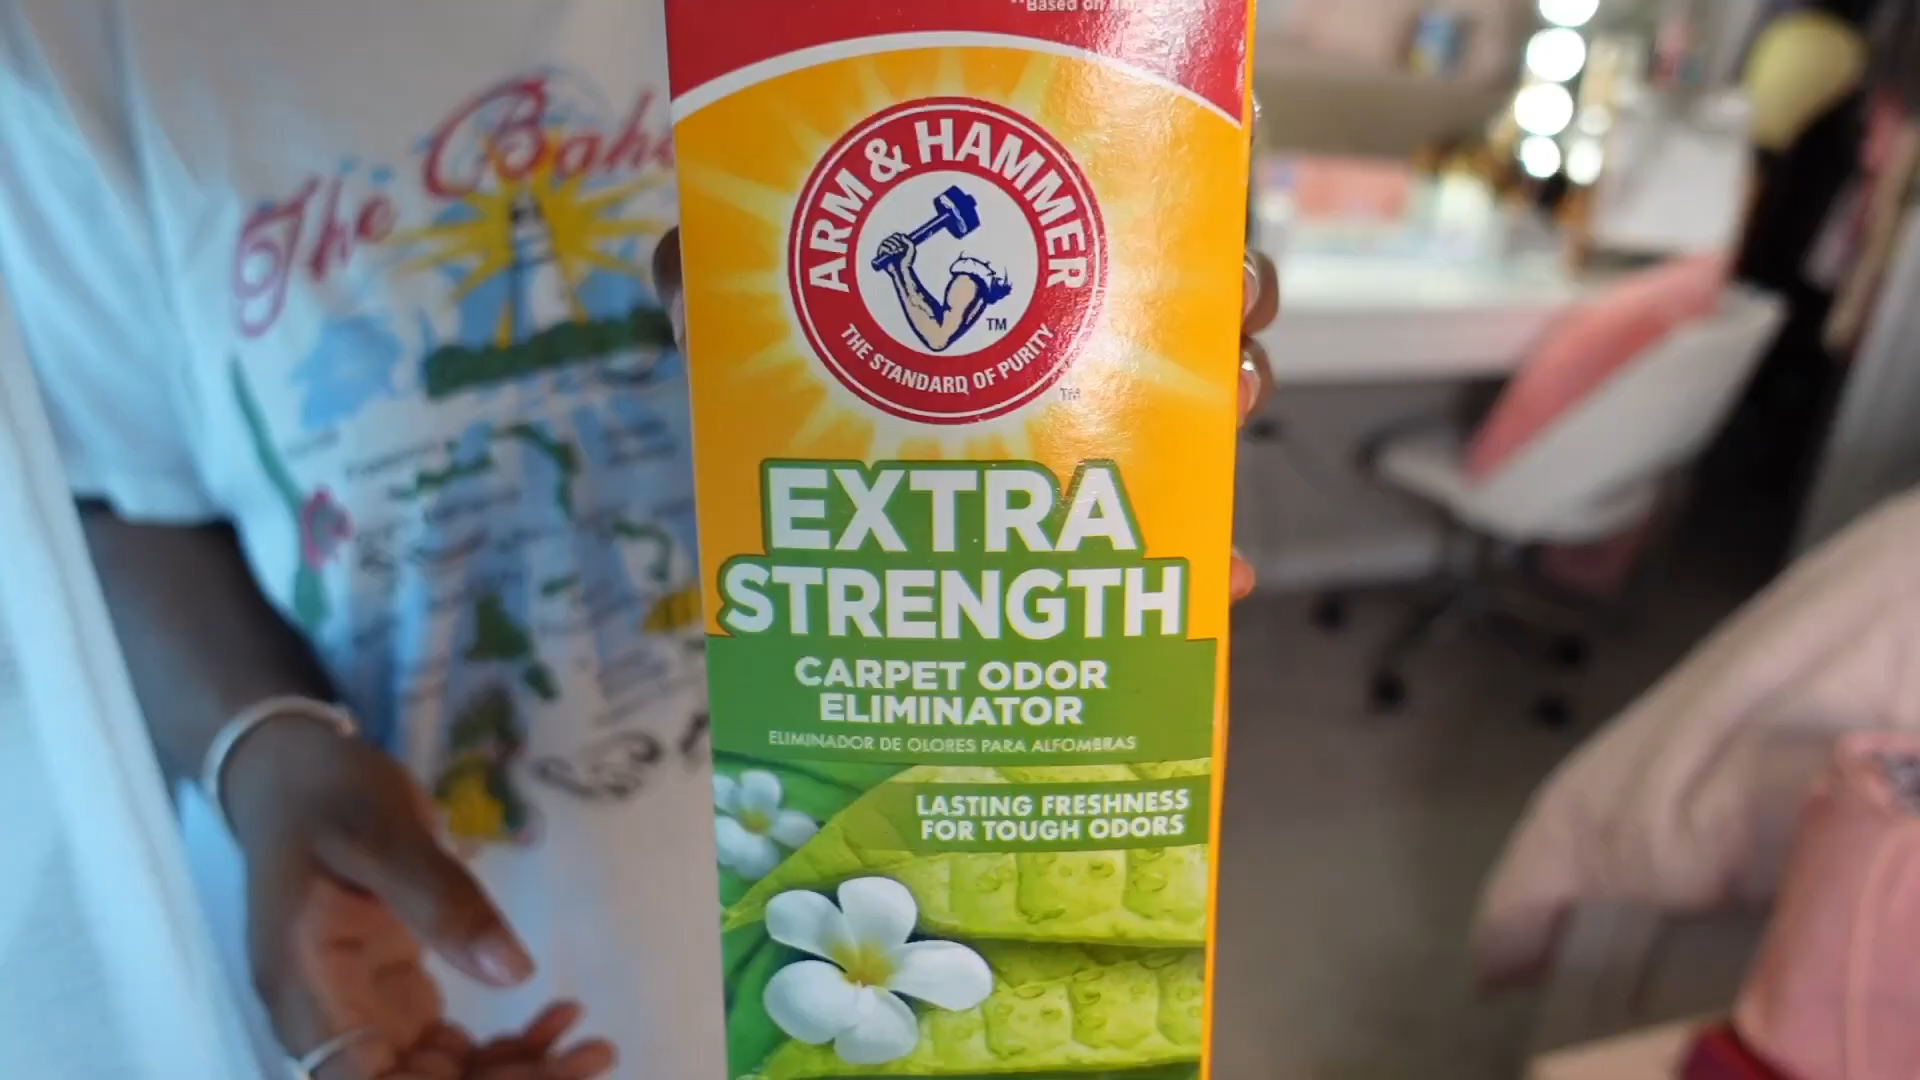 The
ARM & HAMMER
THE STANDARD OF PURITY
EXTRA
STRENGTH
CARPET ODOR
ELIMINATOR
ELIMINADOR DE OLORES PARA ALFOMBRAS
LASTING FRESHNESS
FOR TOUGH ODORS